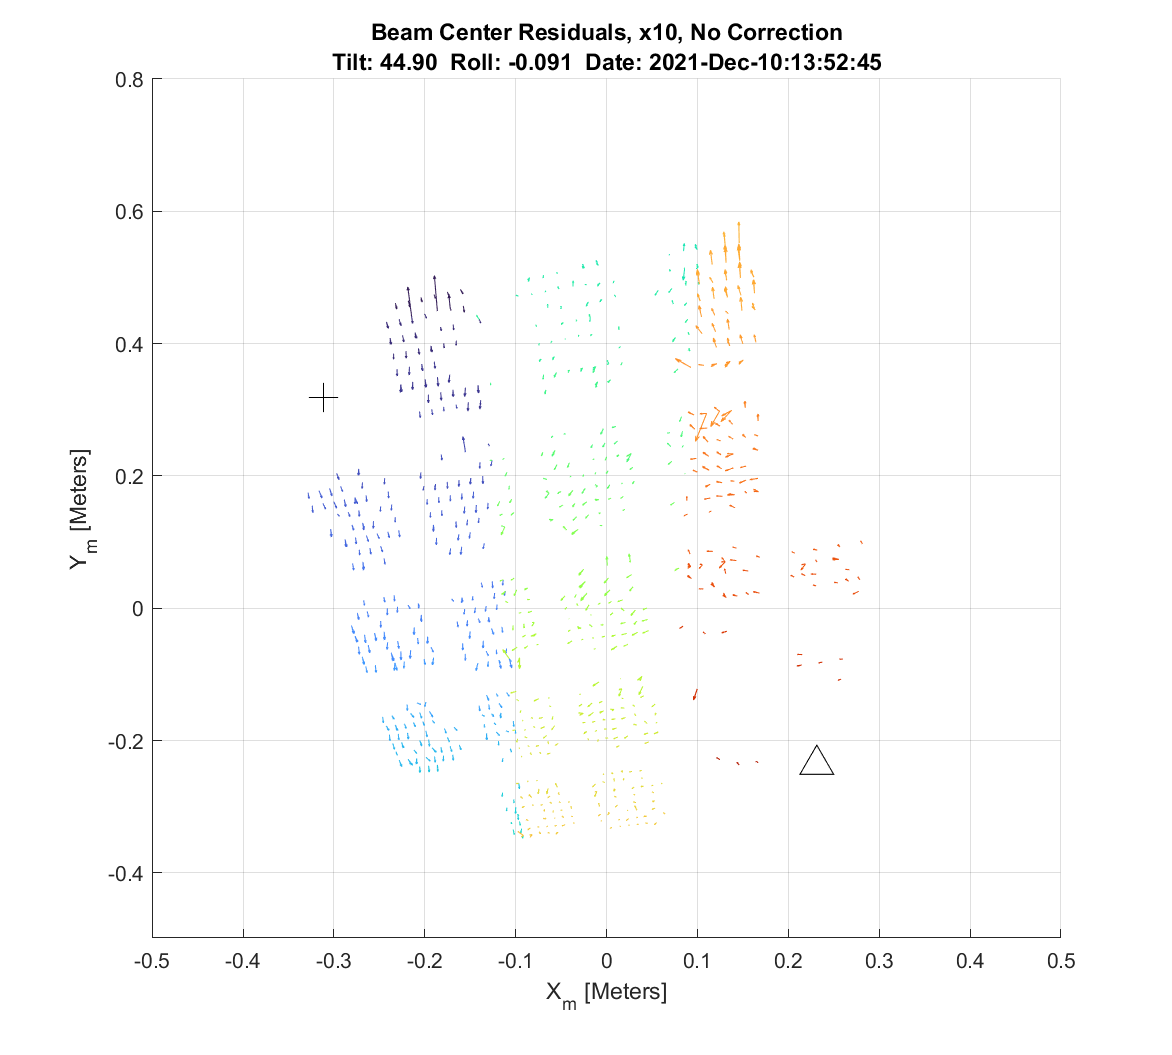 Beam Center Residuals, x10, No Correction
Tilt: 44.90 Roll: -0.091 Date: 2021-Dec-10:13:52:45
0.8
0.6
0.4
0.2
0
-0.2
-0.4
Ym [Meters]
-0.5 -0.4 -0.3 -0.2 -0.1 0 0.1 0.2 0.3 0.4 0.5
Xm [Meters]